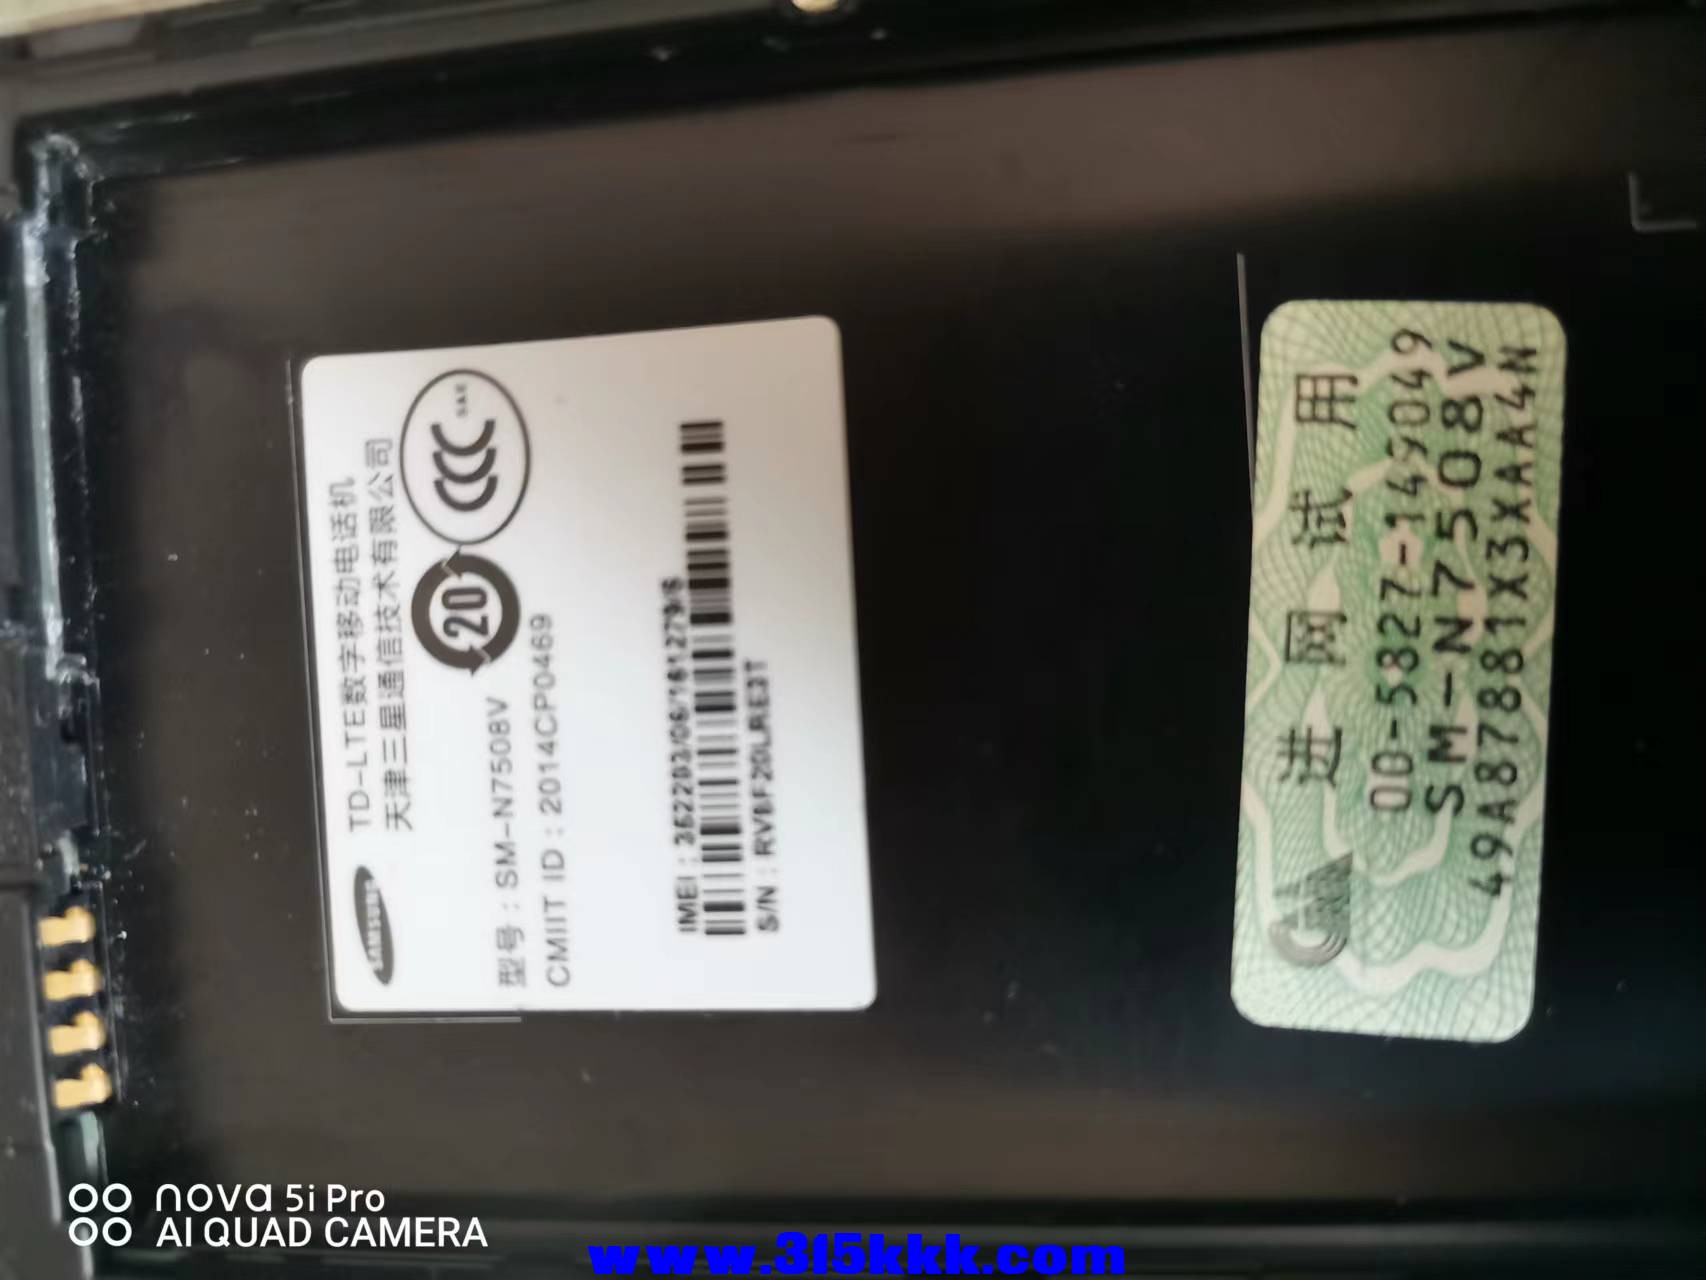 SAMSUNG
TD-LTE数字移动电话机
天津三星通信技术有限公司
20
CCC
S&E
型号：SM-N7508V
CMIIT ID：2014CP0469
IMEI：
S/N：
进网试用
00-5827-149049
SM-N7508V
49A87881X3XAA4N
nova 5i Pro
AI QUAD CAMERA
www.315kkk.com